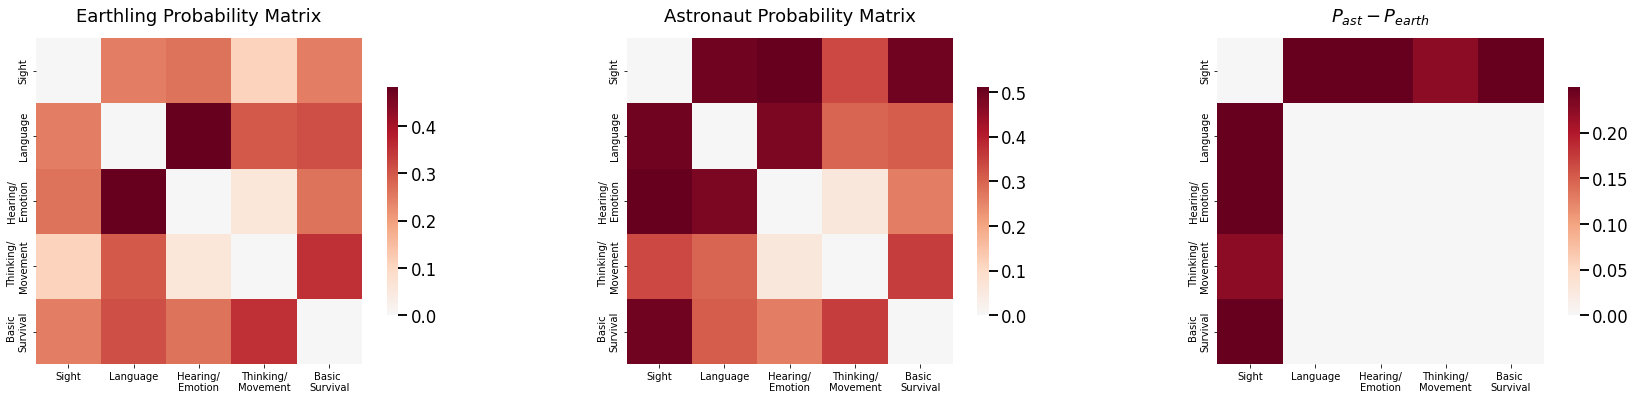 Earthling Probability Matrix
Sight
Language
Hearing/
Emotion
Thinking/
Movement
Basic
Survival
0.4
0.3
0.2
0.1
0.0
Sight
Language
Hearing/
Emotion
Thinking/
Movement
Basic
Survival
Astronaut Probability Matrix
Sight
Language
Hearing/
Emotion
Thinking/
Movement
Basic
Survival
0.5
0.4
0.3
0.2
0.1
0.0
Sight
Language
Hearing/
Emotion
Thinking/
Movement
Basic
Survival
P_{ast} − P_{earth}
Sight
Language
Hearing/
Emotion
Thinking/
Movement
Basic
Survival
0.20
0.15
0.10
0.05
0.00
Sight
Language
Hearing/
Emotion
Thinking/
Movement
Basic
Survival